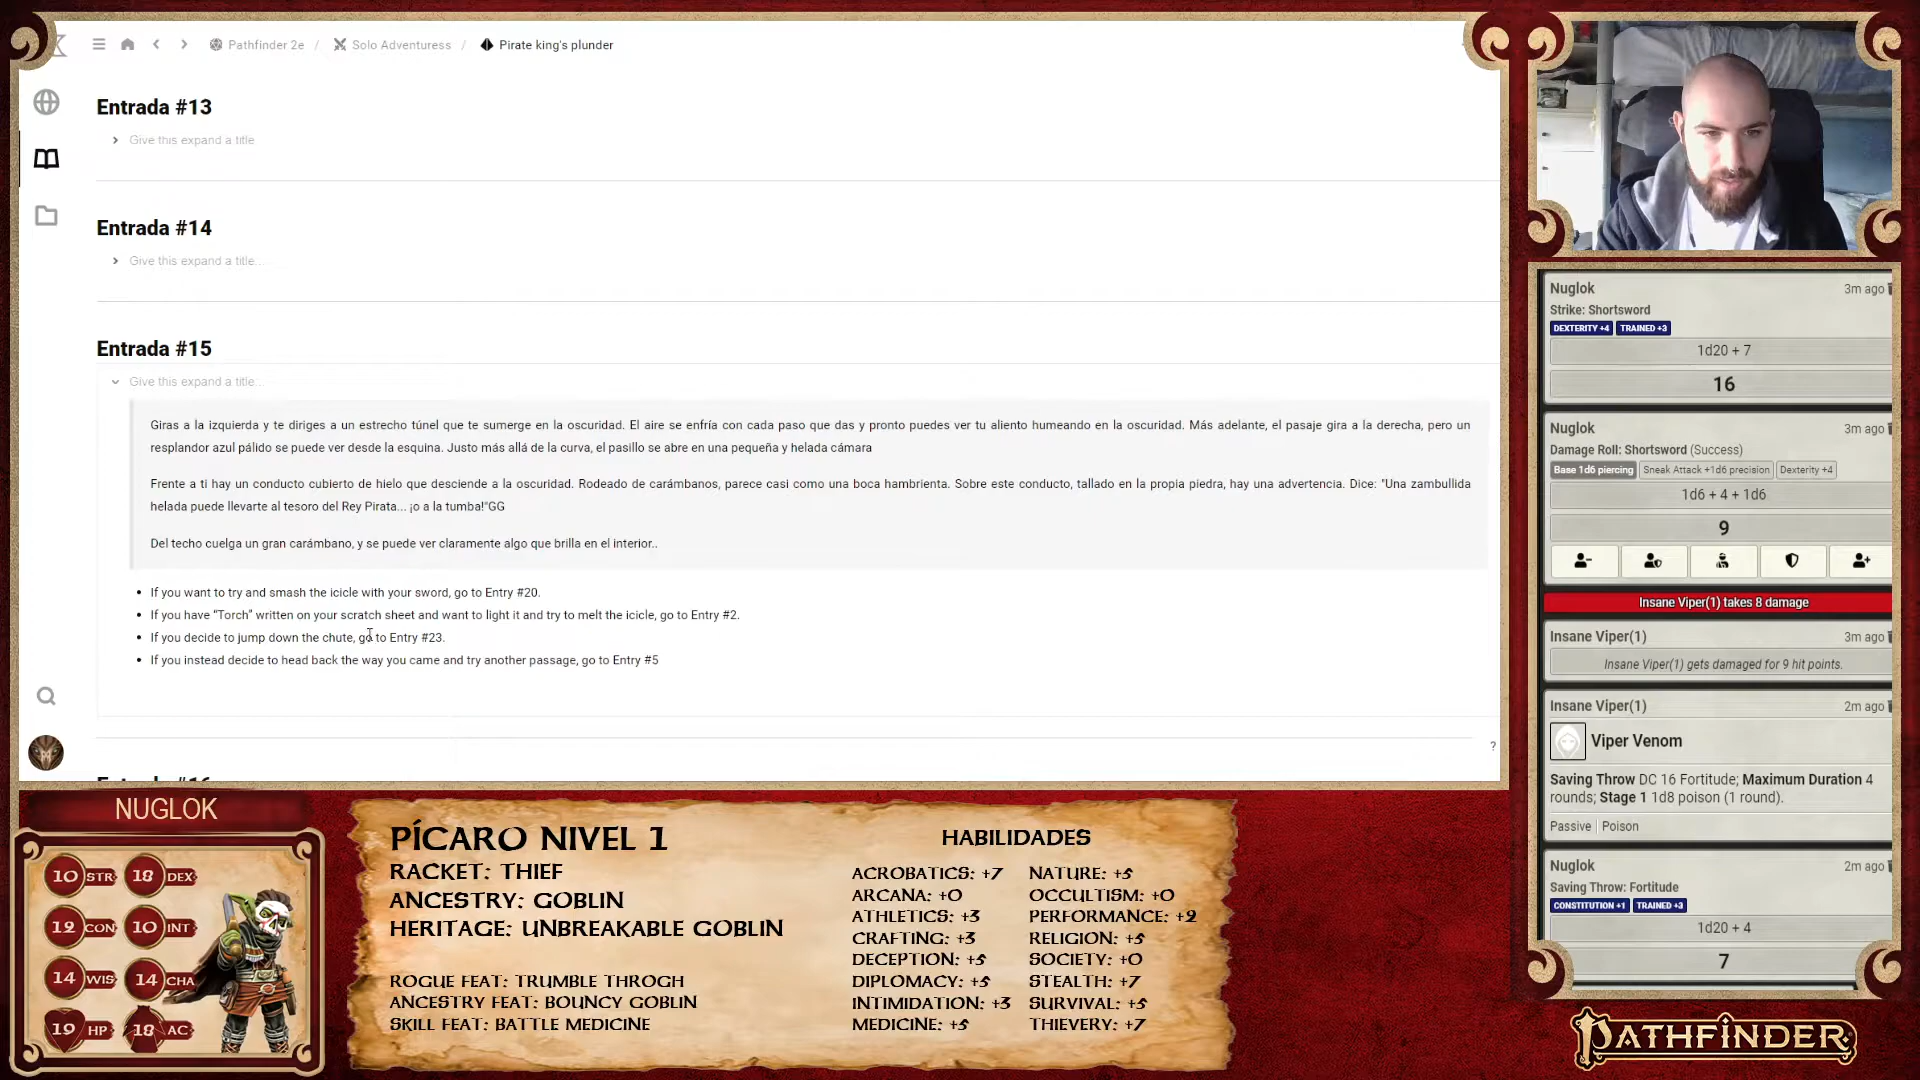 Pathfinder 2e / Solo Adventuress / Pirate king's plunder
Entrada #13
Give this expand a title
Entrada #14
Give this expand a title...
Entrada #15
Give this expand a title...
Giras a la izquierda y te diriges a un estrecho túnel que te sumerge en la oscuridad. El aire se enfría con cada paso que das y pronto puedes ver tu aliento humeando en la oscuridad. Más adelante, el pasaje gira a la derecha, pero un
resplandor azul pálido se puede ver desde la esquina. Justo más allá de la curva, el pasillo se abre en una pequeña y helada cámara
Frente a ti hay un conducto cubierto de hielo que desciende a la oscuridad. Rodeado de carámbanos, parece casi como una boca hambrienta. Sobre este conducto, tallado en la propia piedra, hay una advertencia. Dice: "Una zambullida
helada puede llevarte al tesoro del Rey Pirata... ¡o a la tumba!"GG
Del techo cuelga un gran carámbano, y se puede ver claramente algo que brilla en el interior..
• If you want to try and smash the icicle with your sword, go to Entry #20.
• If you have “Torch” written on your scratch sheet and want to light it and try to melt the icicle, go to Entry #2.
• If you decide to jump down the chute, go to Entry #23.
• If you instead decide to head back the way you came and try another passage, go to Entry #5
?
Nuglok 3m ago
Strike: Shortsword
DEXTERITY +4 TRAINED +3
1d20 + 7
16
Nuglok 3m ago
Damage Roll: Shortsword (Success)
Base 1d6 piercing Sneak Attack +1d6 precision Dexterity +4
1d6 + 4 + 1d6
9
Insane Viper(1) takes 8 damage
Insane Viper(1) 3m ago
Insane Viper(1) gets damaged for 9 hit points.
Insane Viper(1) 2m ago
Viper Venom
Saving Throw DC 16 Fortitude; Maximum Duration 4
rounds; Stage 1 1d8 poison (1 round).
Passive Poison
Nuglok 2m ago
Saving Throw: Fortitude
CONSTITUTION +1 TRAINED +3
1d20 + 4
7
NUGLOK
10 STR 18 DEX
12 CON 10 INT
14 WIS 14 CHA
19 HP 18 AC
PÍCARO NIVEL 1
RACKET: THIEF
ANCESTRY: GOBLIN
HERITAGE: UNBREAKABLE GOBLIN
ROGUE FEAT: TRUMBLE THROGH
ANCESTRY FEAT: BOUNCY GOBLIN
SKILL FEAT: BATTLE MEDICINE
HABILIDADES
ACROBATICS: +7
ARCANA: +0
ATHLETICS: +3
CRAFTING: +3
DECEPTION: +5
DIPLOMACY: +5
INTIMIDATION: +3
MEDICINE: +5
NATURE: +5
OCCULTISM: +0
PERFORMANCE: +2
RELIGION: +5
SOCIETY: +0
STEALTH: +7
SURVIVAL: +5
THIEVERY: +7
PATHFINDER